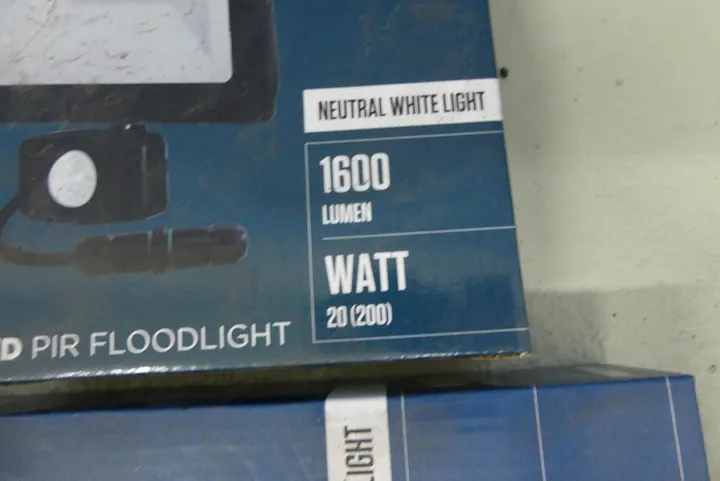 NEUTRAL WHITE LIGHT
1600
LUMEN
WATT
20 (200)
D PIR FLOODLIGHT
LIGHT